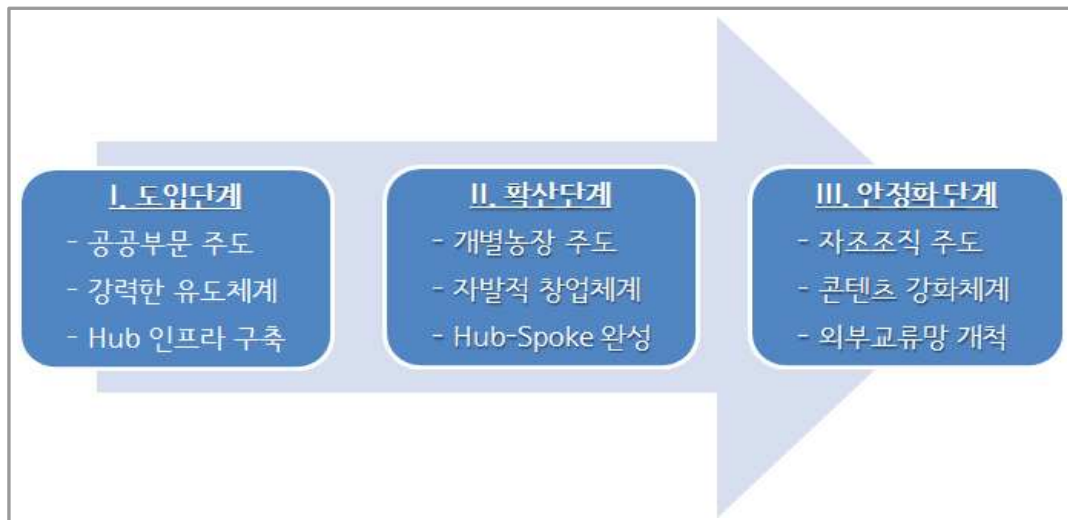 I. 도입단계
- 공공부문 주도
- 강력한 유도체계
- Hub 인프라 구축
II. 확산단계
- 개별농장 주도
- 자발적 창업체계
- Hub-Spoke 완성
III. 안정화 단계
- 자조조직 주도
- 콘텐츠 강화체계
- 외부교류망 개척